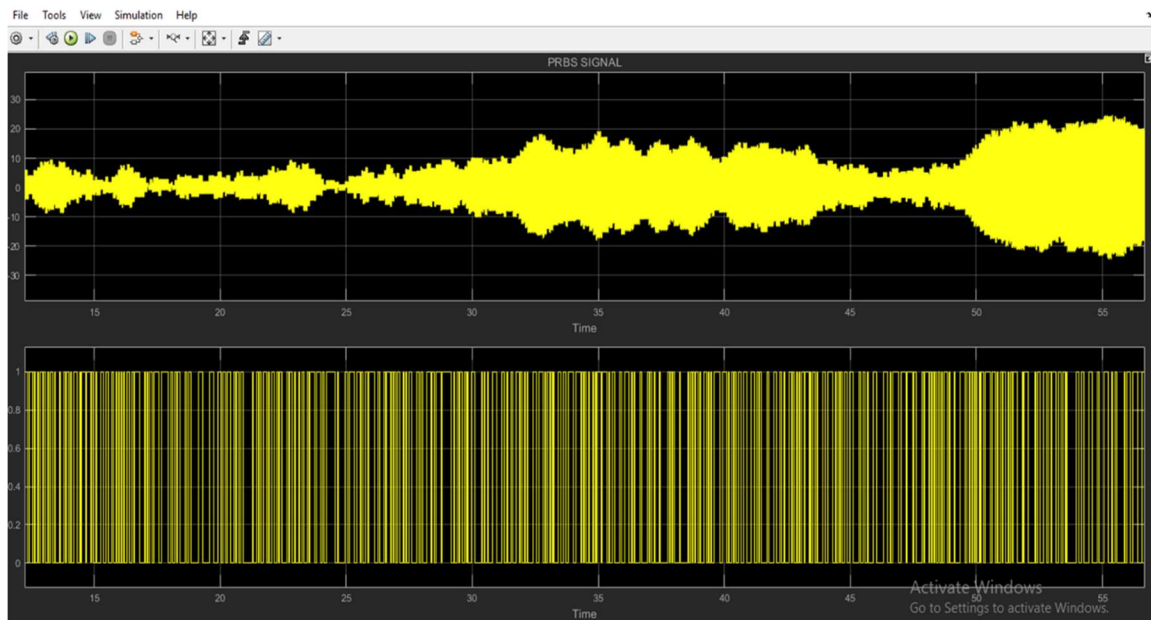 File Tools View Simulation Help
PRBS SIGNAL
30
20
10
0
-10
-20
-30
15 20 25 30 35 40 45 50 55
Time
1
0.8
0.6
0.4
0.2
0
15 20 25 30 35 40 45 50 55
Time
Activate Windows
Go to Settings to activate Windows.